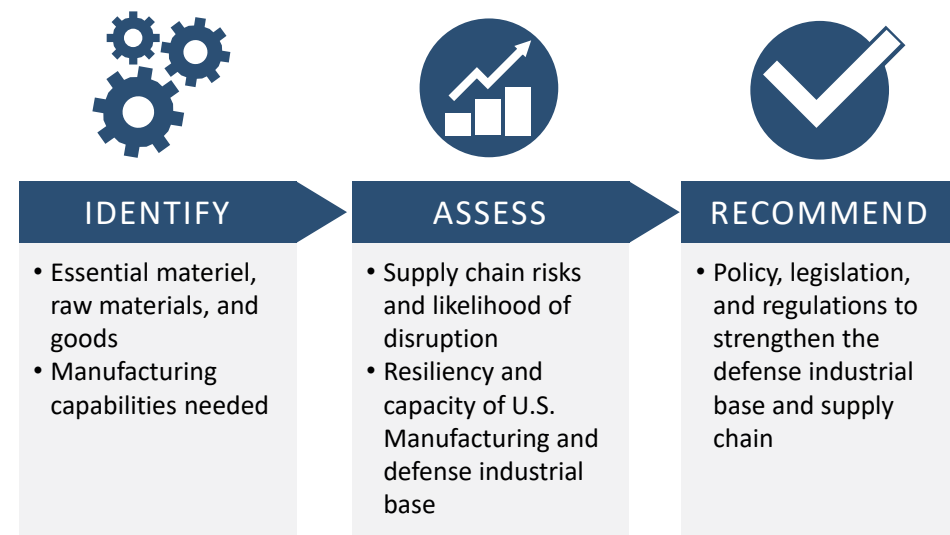 IDENTIFY
• Essential materiel,
raw materials, and
goods
• Manufacturing
capabilities needed
ASSESS
• Supply chain risks
and likelihood of
disruption
• Resiliency and
capacity of U.S.
Manufacturing and
defense industrial
base
RECOMMEND
• Policy, legislation,
and regulations to
strengthen the
defense industrial
base and supply
chain